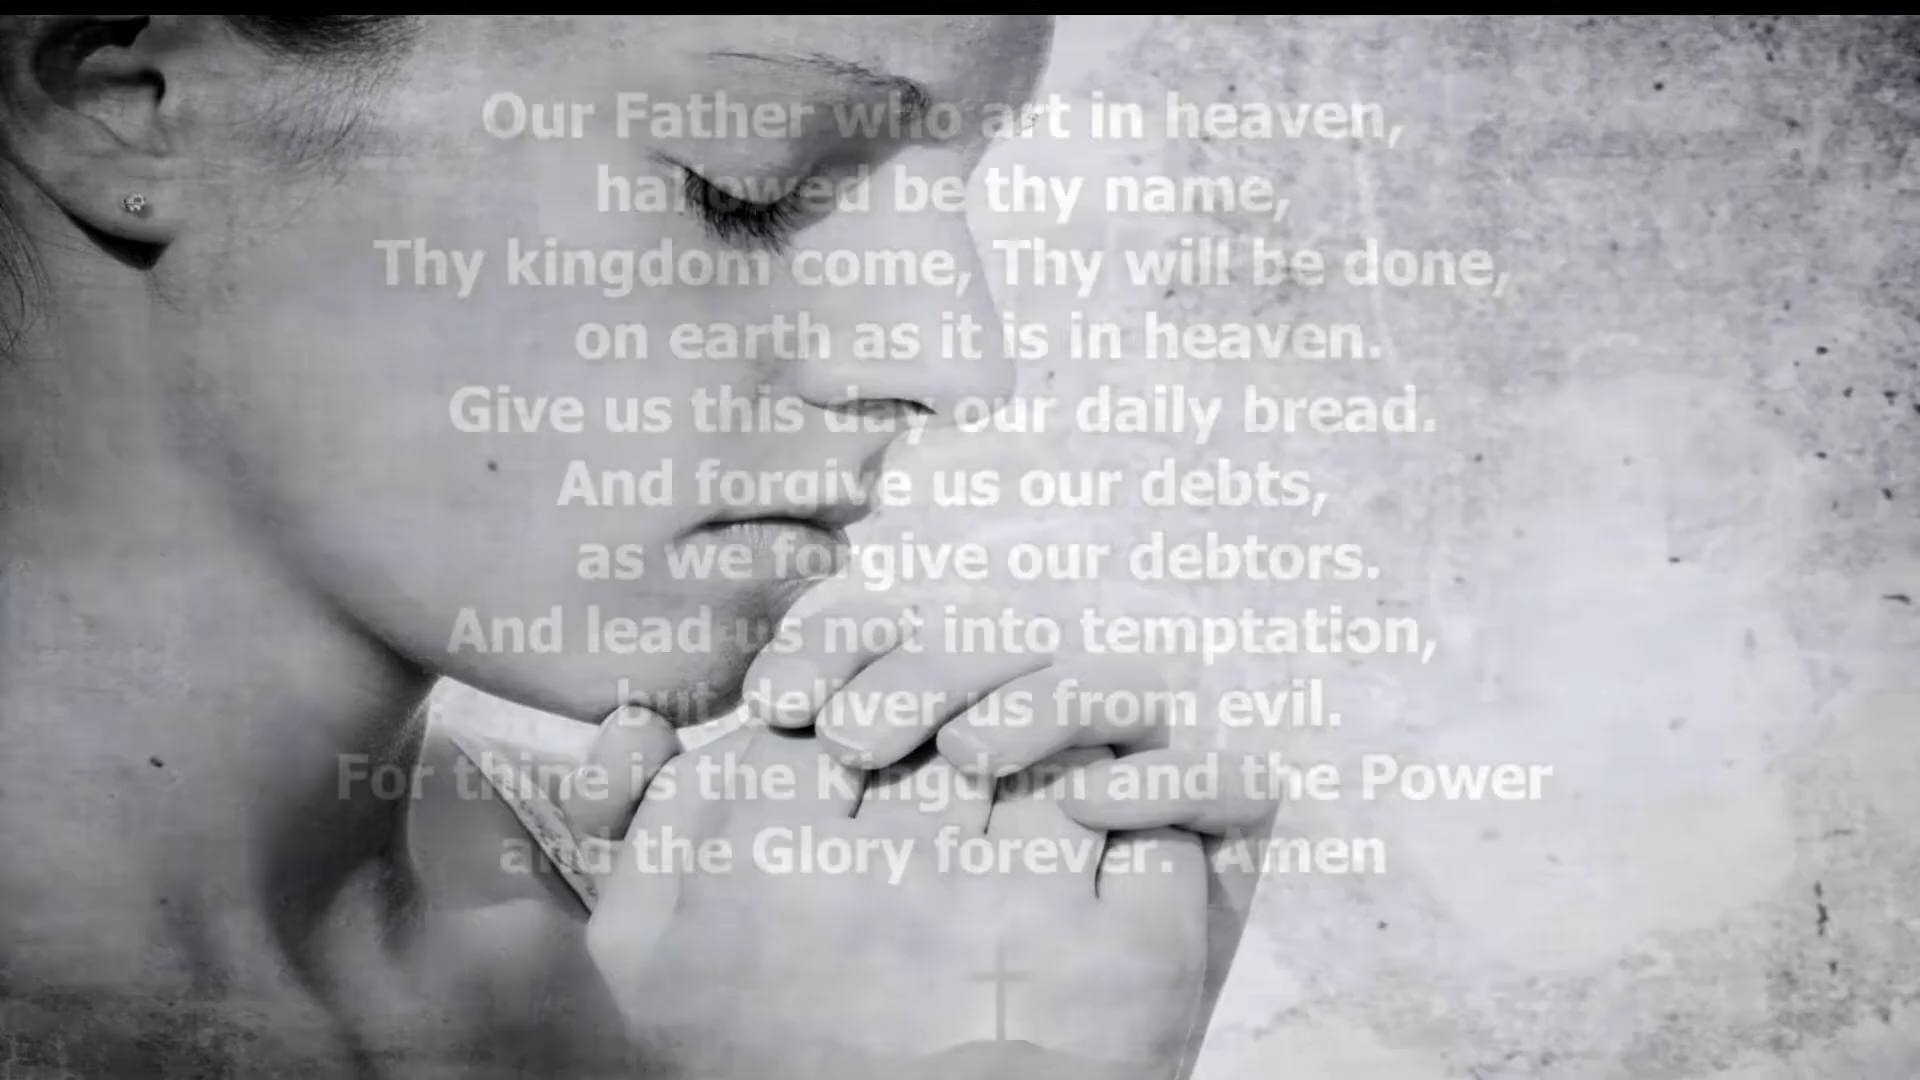 Our Father who art in heaven,
hallowed be thy name,
Thy kingdom come, Thy will be done,
on earth as it is in heaven.
Give us this day our daily bread.
And forgive us our debts,
as we forgive our debtors.
And lead us not into temptation,
but deliver us from evil.
For thine is the Kingdom and the Power
and the Glory forever. Amen